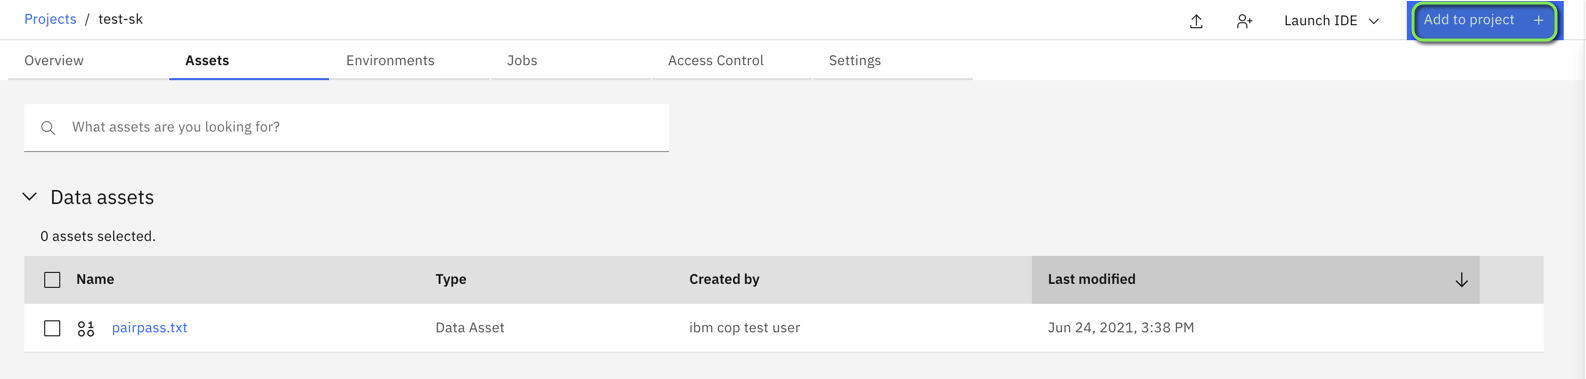 Projects / test-sk Launch IDE Add to project +
Overview Assets Environments Jobs Access Control Settings
What assets are you looking for?
Data assets
0 assets selected.
Name Type Created by Last modified
pairpass.txt Data Asset ibm cop test user Jun 24, 2021, 3:38 PM